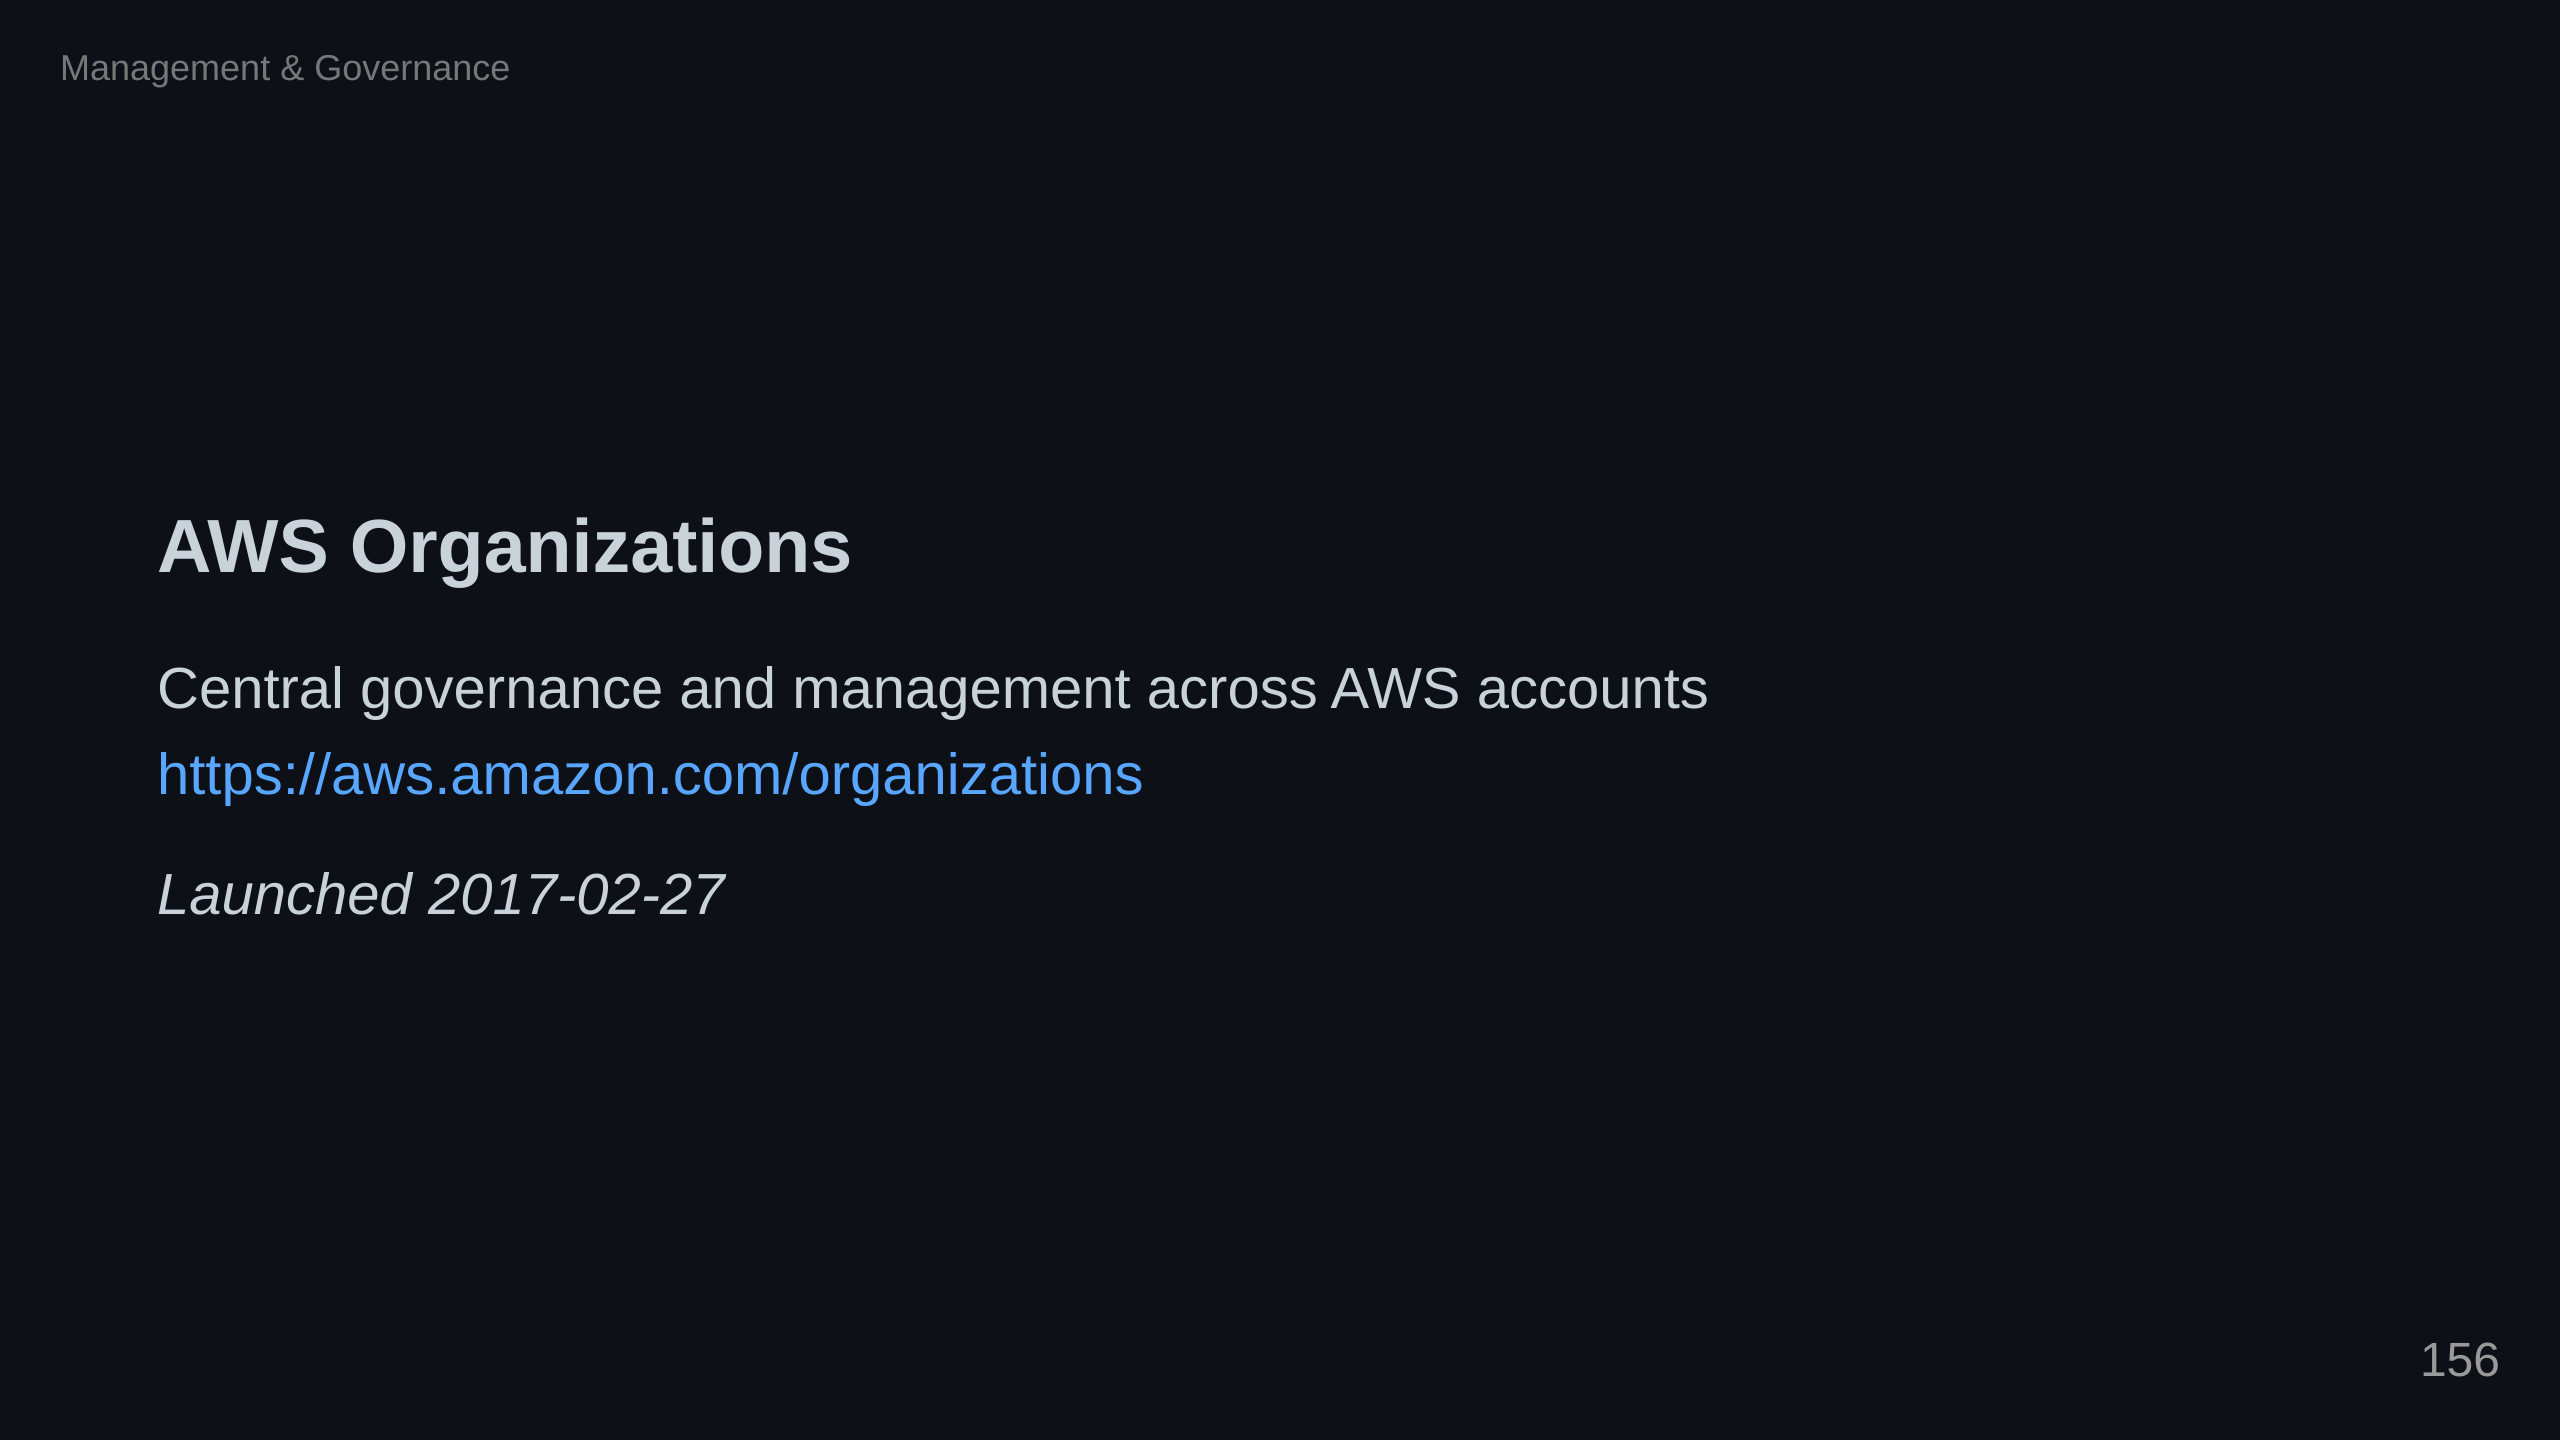 Management & Governance
AWS Organizations
Central governance and management across AWS accounts
https://aws.amazon.com/organizations
Launched 2017-02-27
156